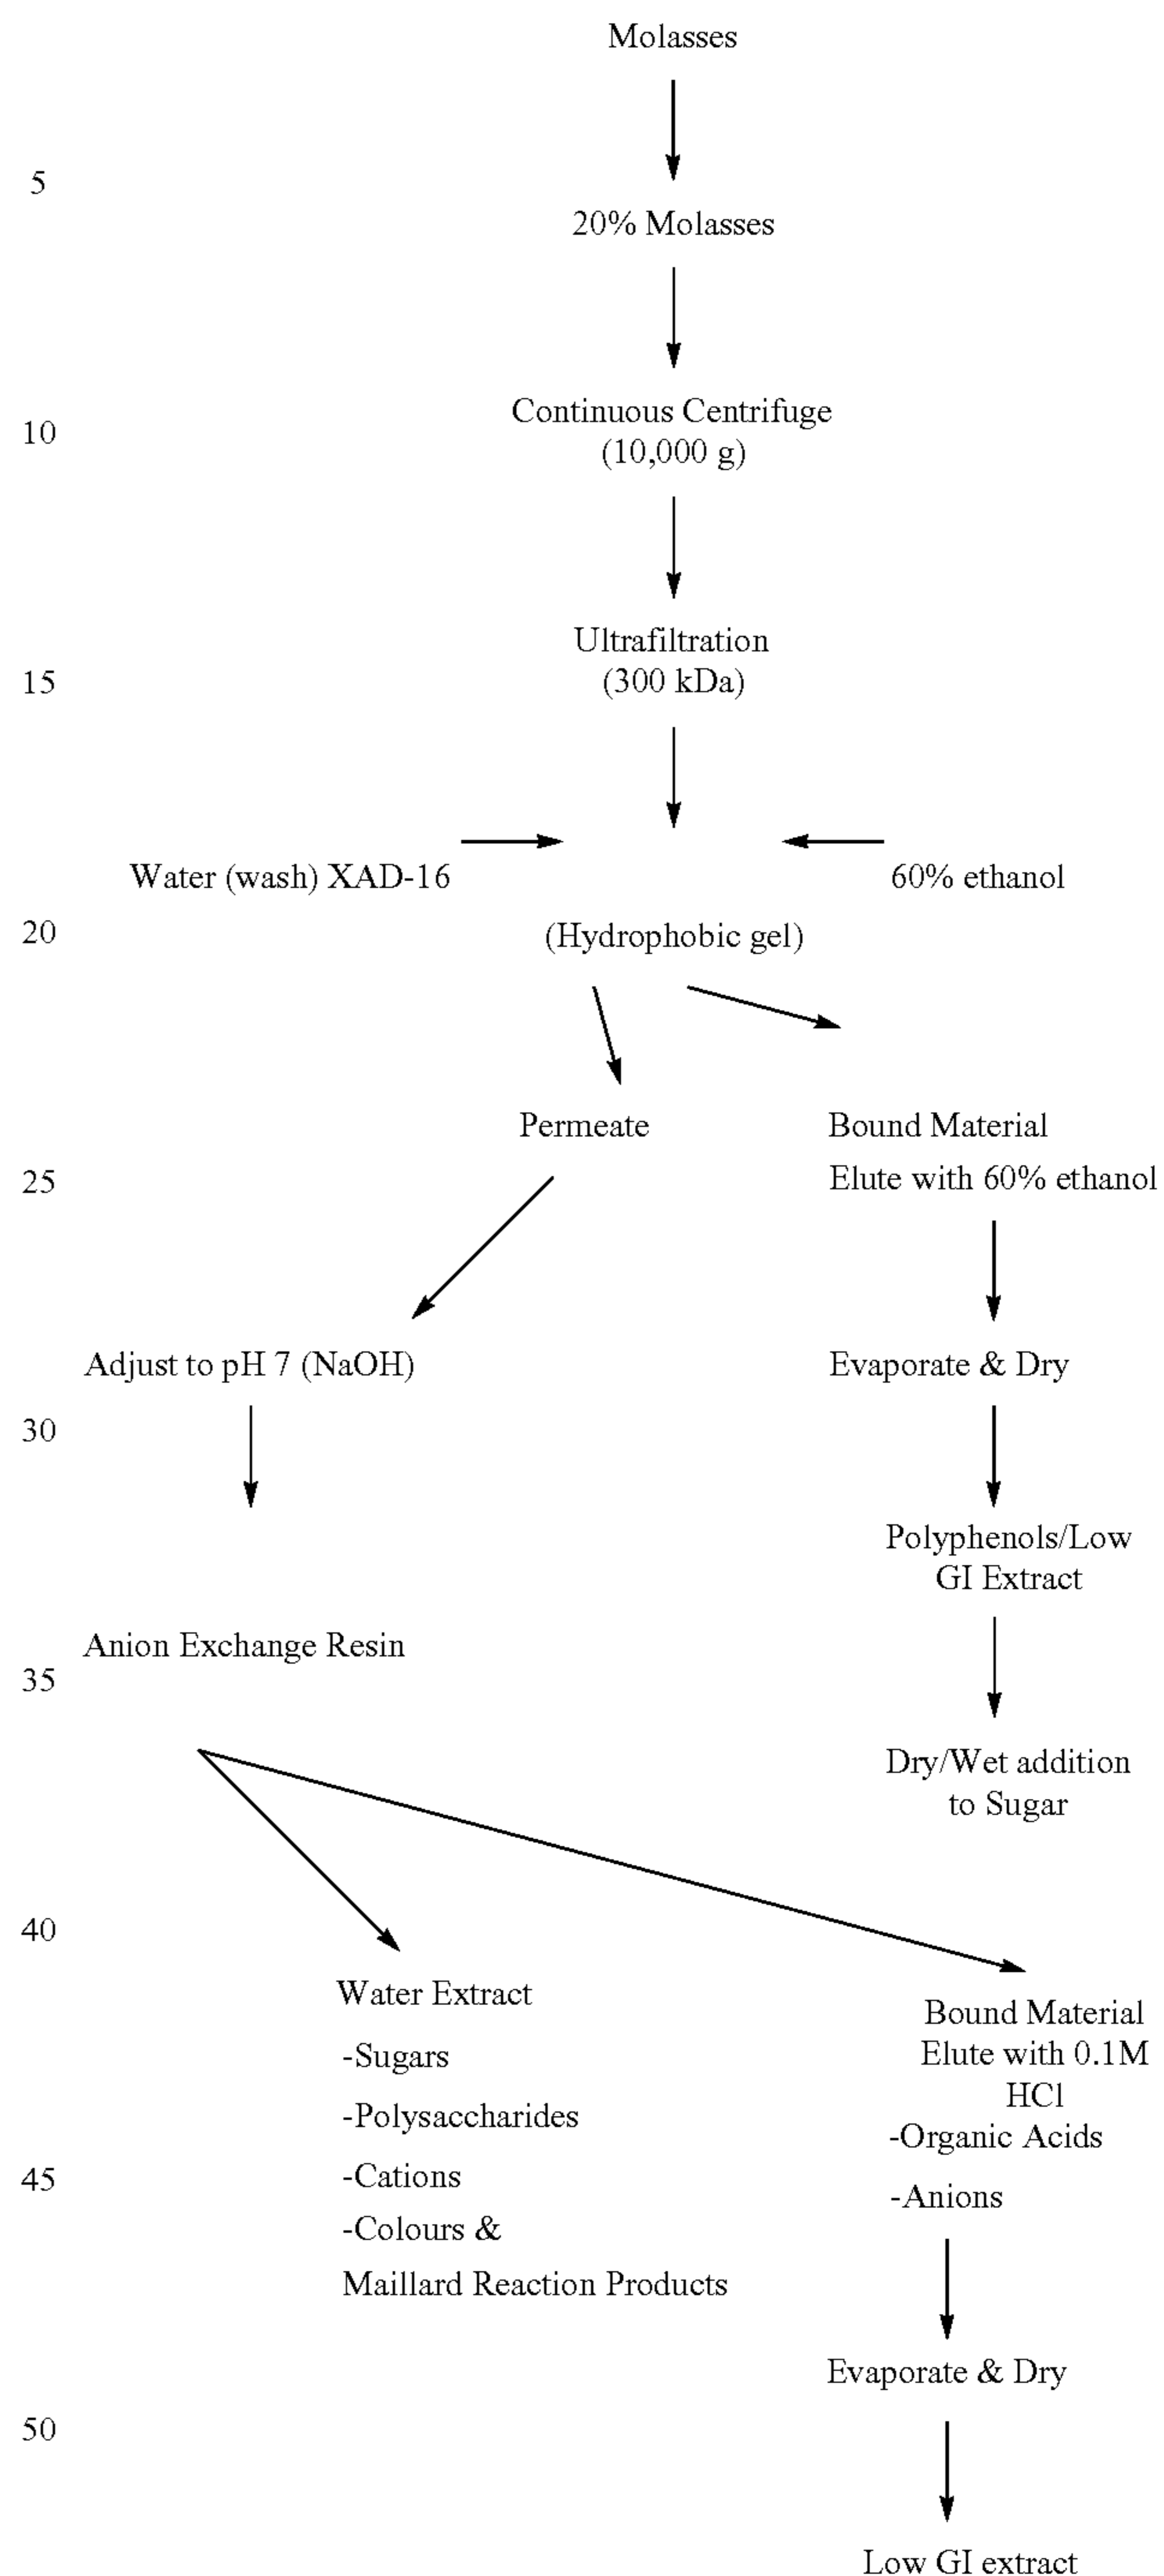 Molasses
5
20% Molasses
Continuous Centrifuge
10
(10,000 g)
Ultrafiltration
15
(300 kDa)
Water (wash) XAD-16
60% ethanol
20
(Hydrophobic gel)
Permeate
Bound Material
25
Elute with 60% ethanol
Adjust to pH 7 (NaOH)
Evaporate & Dry
30
Polyphenols/Low
GI Extract
Anion Exchange Resin
35
Dry/Wet addition
to Sugar
40
Water Extract
-Sugars
-Polysaccharides
45
-Cations
-Colours &
Maillard Reaction Products
Bound Material
Elute with 0.1M
HCl
-Organic Acids
-Anions
Evaporate & Dry
50
Low GI extract